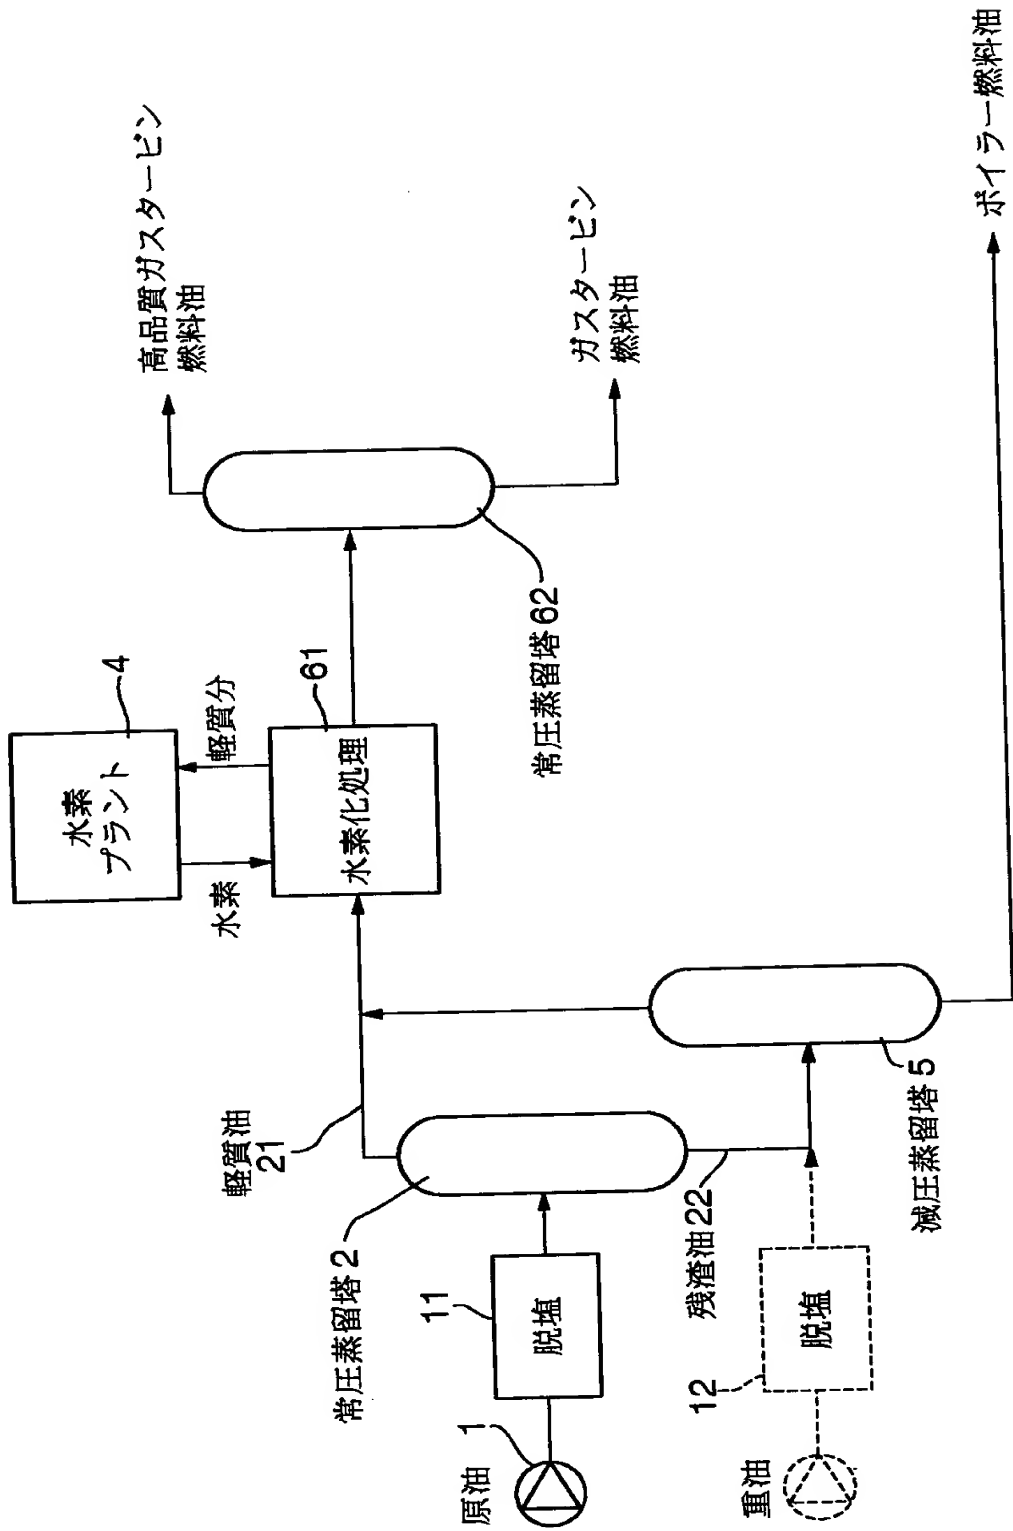 原油
1
11
脱塩
常圧蒸留塔2
軽質油
21
残渣油22
重油
12
脱塩
減圧蒸留塔5
水素
プラント
4
水素
軽質分
水素化処理
61
常圧蒸留塔62
高品質ガスタービン
燃料油
ガスタービン
燃料油
ボイラー燃料油